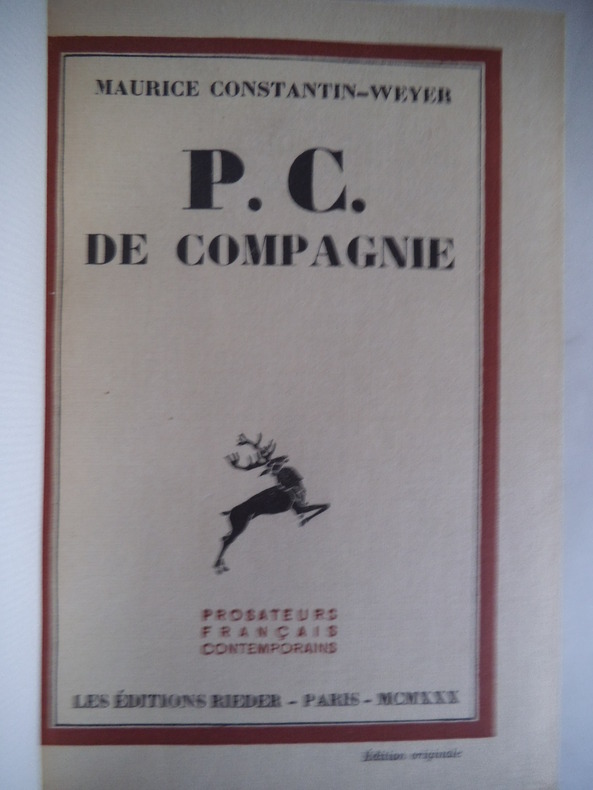 MAURICE CONSTANTIN-WEYER
P. C.
DE COMPAGNIE
PROSATEURS
FRANÇAIS
CONTEMPORAINS
LES ÉDITIONS RIEDER - PARIS - MCMXXX
Édition originale